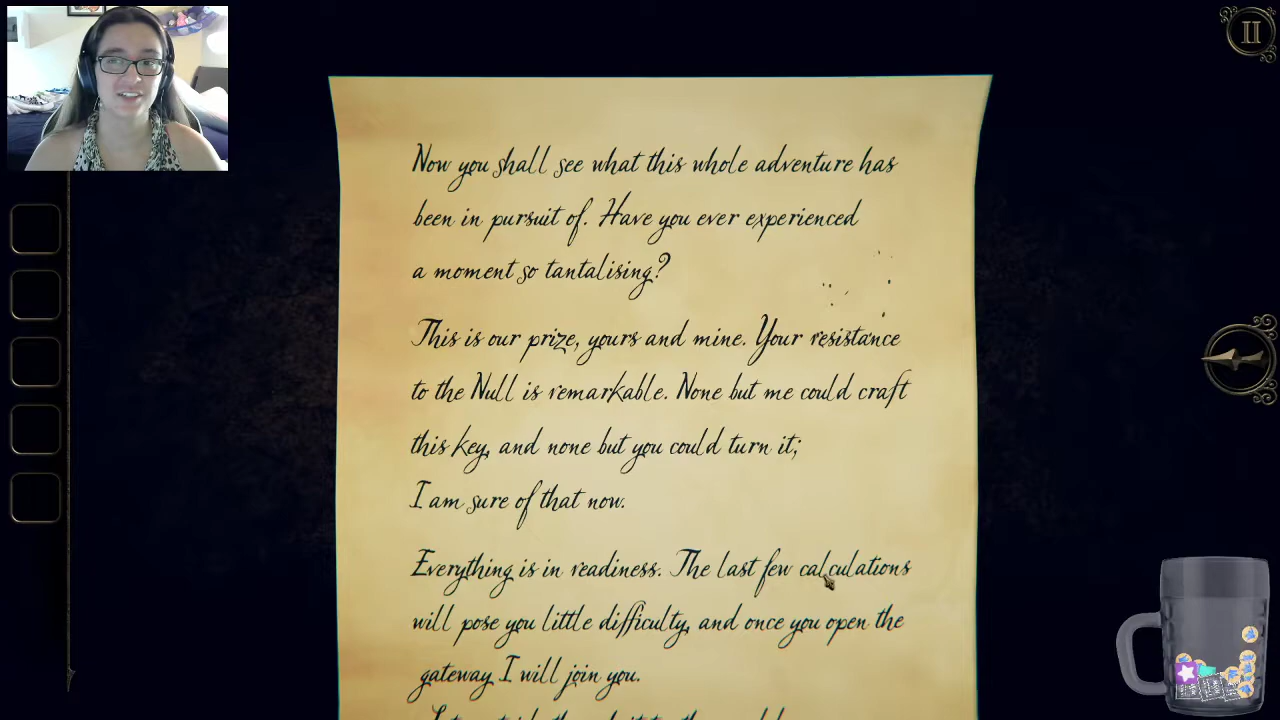 Now you shall see what this whole adventure has
been in pursuit of. Have you ever experienced
a moment so tantalising?
This is our prize, yours and mine. Your resistance
to the Null is remarkable. None but me could craft
this key, and none but you could turn it;
I am sure of that now.
Everything is in readiness. The last few calculations
will pose you little difficulty, and once you open the
gateway I will join you.